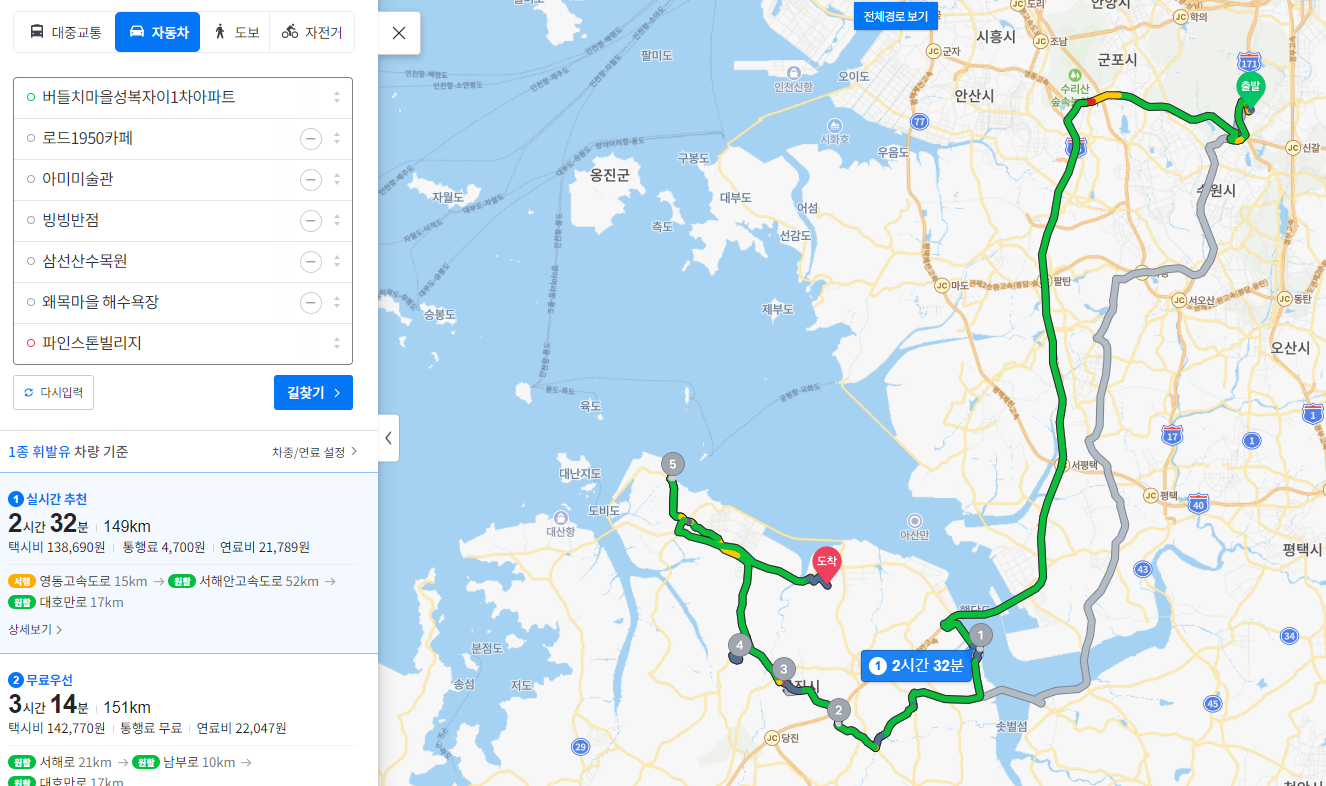 대중교통
자동차
도보
자전거
버들치마을성복자이1차아파트
로드1950카페
아미미술관
빙빙반점
삼선산수목원
왜목마을 해수욕장
파인스톤빌리지
다시입력
길찾기
1종 휘발유 차량 기준
차종/연료 설정
1 실시간 추천
2시간 32분 149km
택시비 138,690원 통행료 4,700원 연료비 21,789원
서행 영동고속도로 15km → 원활 서해안고속도로 52km →
원활 대호만로 17km
상세보기
2 무료우선
3시간 14분 151km
택시비 142,770원 통행료 무료 연료비 22,047원
원활 서해로 21km → 원활 남부로 10km →
원활 대호만로 17km
전체경로 보기
안양시
JC 도리
JC 학의
시흥시
JC 조남
JC 군자
군포시
171
팔미도
인천신항
오이도
안산시
수리산
출발
77
시화호
우음도
JC 신갈
구봉도
옹진군
수원시
자월도
대부도
어섬
측도
선감도
JC 마도
팔탄
JC 서오산
JC 동탄
승봉도
제부도
오산시
육도
1
17
1
5
서평택
대난지도
JC 평택
40
도비도
대산항
아산만
평택시
도착
43
행담도
1
34
4
분점도
3
1 2시간 32분
송섬
저도
2
45
솟벌섬
JC 당진
29